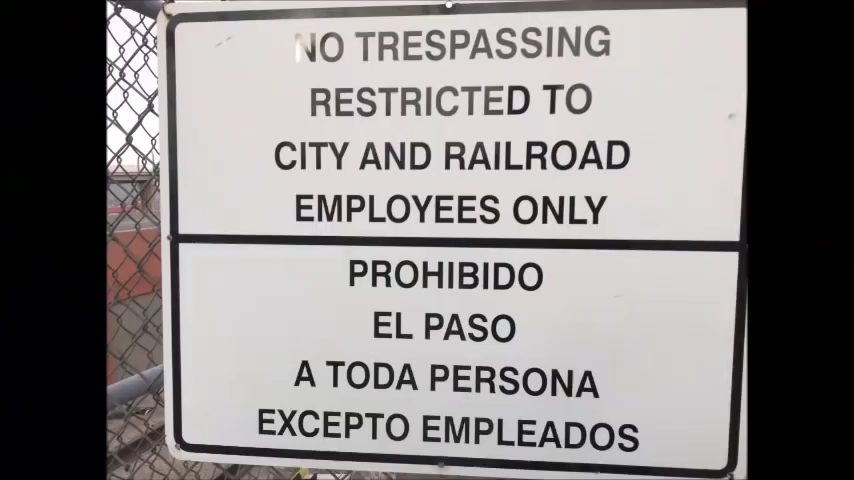 NO TRESPASSING
RESTRICTED TO
CITY AND RAILROAD
EMPLOYEES ONLY
PROHIBIDO
EL PASO
A TODA PERSONA
EXCEPTO EMPLEADOS